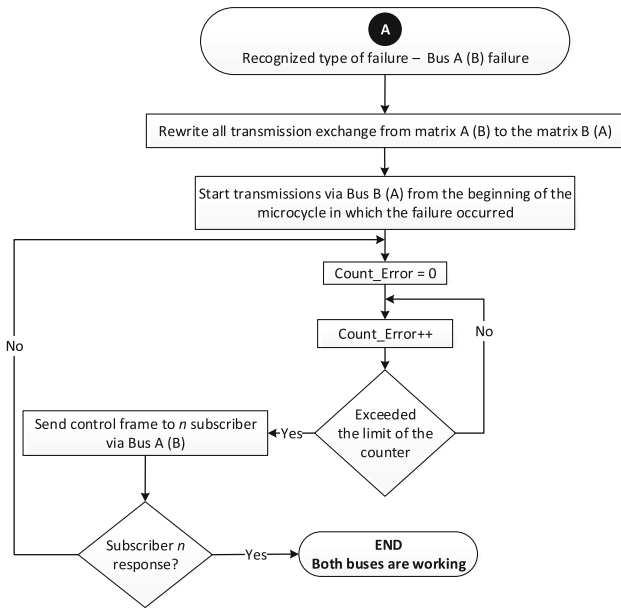 A
Recognized type of failure – Bus A (B) failure
Rewrite all transmission exchange from matrix A (B) to the matrix B (A)
Start transmissions via Bus B (A) from the beginning of the
microcycle in which the failure occurred
Count_Error = 0
Count_Error++
No
No
Exceeded
the limit of the
counter
Yes
Send control frame to n subscriber
via Bus A (B)
Subscriber n
response?
Yes
END
Both buses are working